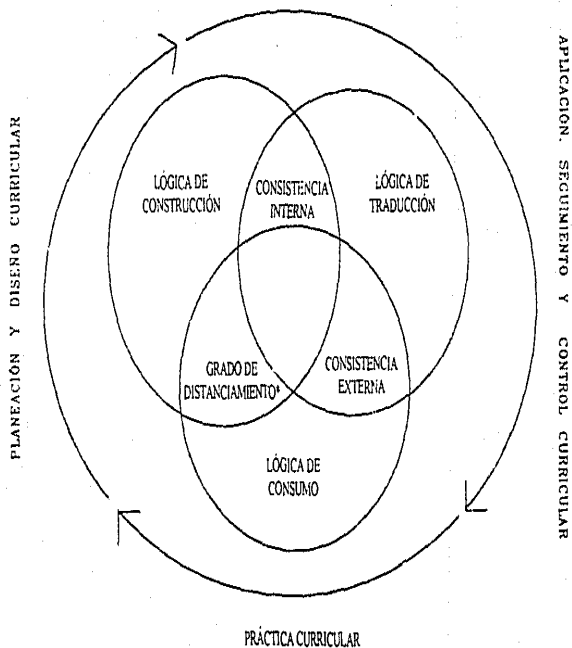 PLANEACIÓN Y DISEÑO CURRICULAR
LÓGICA DE
CONSTRUCCIÓN
CONSISTENCIA
INTERNA
LÓGICA DE
TRADUCCIÓN
GRADO DE
DISTANCIAMIENTO*
CONSISTENCIA
EXTERNA
LÓGICA DE
CONSUMO
APLICACIÓN, SEGUIMIENTO Y CONTROL CURRICULAR
PRÁCTICA CURRICULAR